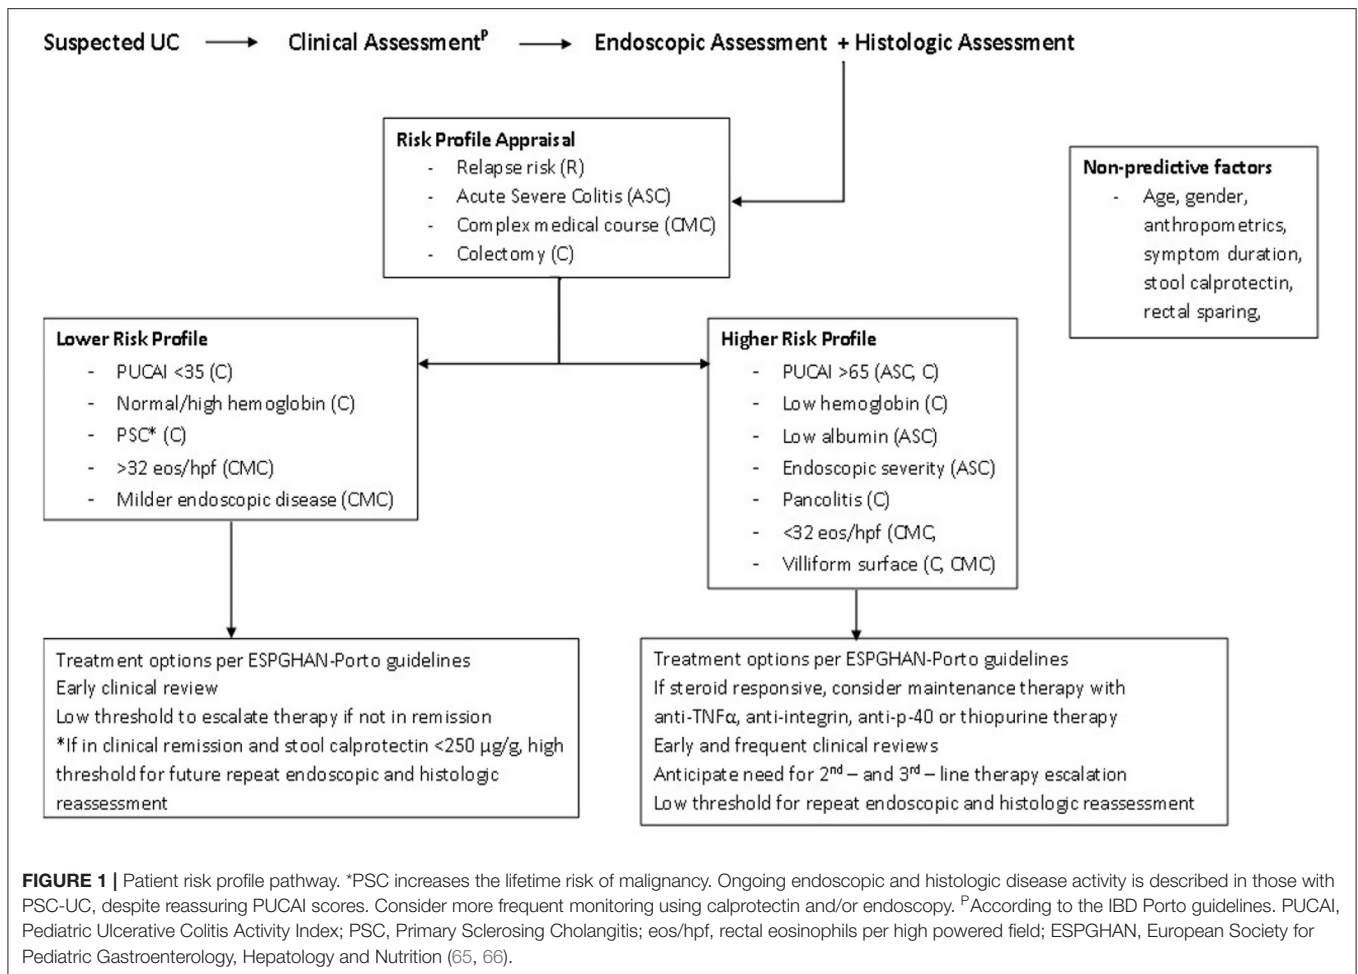 Suspected UC
Clinical Assessmentᴾ
Endoscopic Assessment + Histologic Assessment
Risk Profile Appraisal
- Relapse risk (R)
- Acute Severe Colitis (ASC)
- Complex medical course (CMC)
- Colectomy (C)
Non-predictive factors
- Age, gender,
anthropometrics,
symptom duration,
stool calprotectin,
rectal sparing,
Lower Risk Profile
- PUCAI <35 (C)
- Normal/high hemoglobin (C)
- PSC* (C)
- >32 eos/hpf (CMC)
- Milder endoscopic disease (CMC)
Higher Risk Profile
- PUCAI >65 (ASC, C)
- Low hemoglobin (C)
- Low albumin (ASC)
- Endoscopic severity (ASC)
- Pancolitis (C)
- <32 eos/hpf (CMC,
- Villiform surface (C, CMC)
Treatment options per ESPGHAN-Porto guidelines
Early clinical review
Low threshold to escalate therapy if not in remission
*If in clinical remission and stool calprotectin <250 µg/g, high
threshold for future repeat endoscopic and histologic
reassessment
Treatment options per ESPGHAN-Porto guidelines
If steroid responsive, consider maintenance therapy with
anti-TNFα, anti-integrin, anti-p-40 or thiopurine therapy
Early and frequent clinical reviews
Anticipate need for 2ⁿᵈ – and 3ʳᵈ – line therapy escalation
Low threshold for repeat endoscopic and histologic reassessment
FIGURE 1 | Patient risk profile pathway. *PSC increases the lifetime risk of malignancy. Ongoing endoscopic and histologic disease activity is described in those with
PSC-UC, despite reassuring PUCAI scores. Consider more frequent monitoring using calprotectin and/or endoscopy. ᴾAccording to the IBD Porto guidelines. PUCAI,
Pediatric Ulcerative Colitis Activity Index; PSC, Primary Sclerosing Cholangitis; eos/hpf, rectal eosinophils per high powered field; ESPGHAN, European Society for
Pediatric Gastroenterology, Hepatology and Nutrition (65, 66).